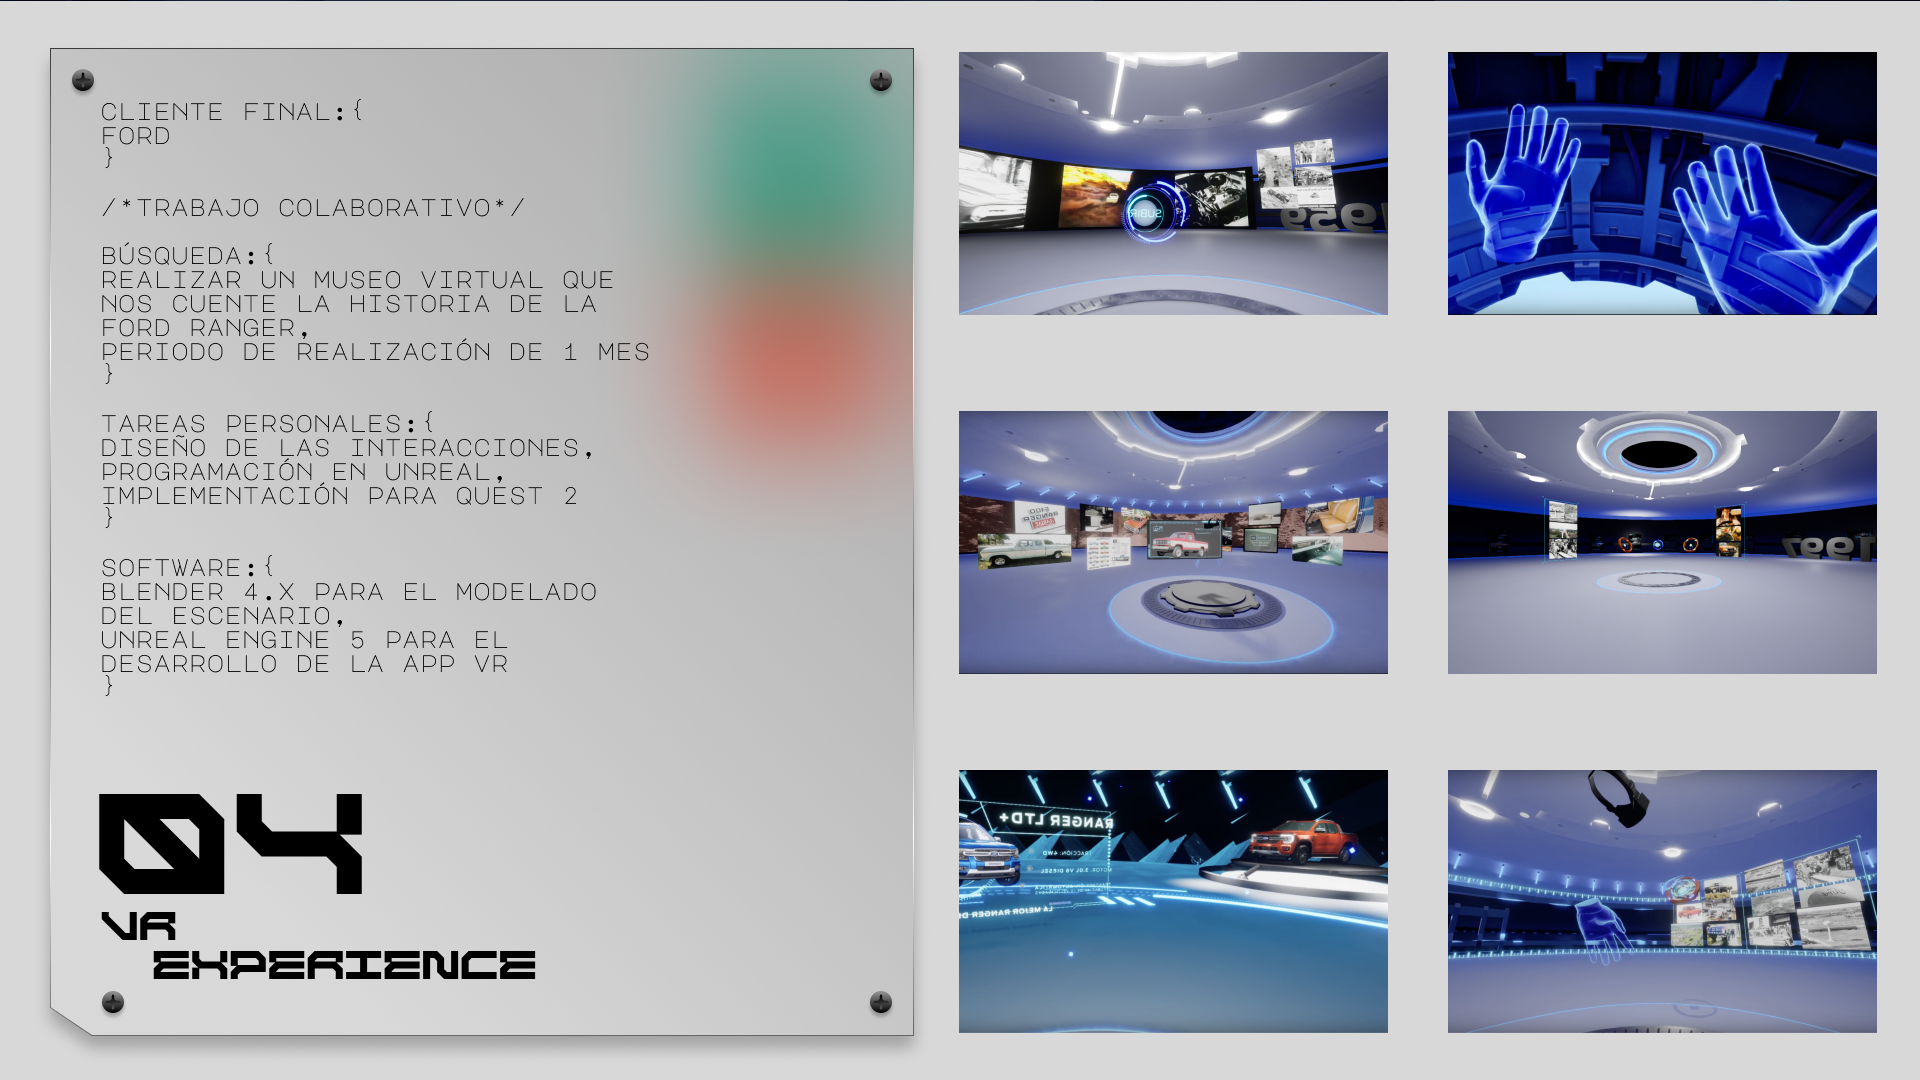 CLIENTE FINAL:{
FORD
}
/*TRABAJO COLABORATIVO*/
BÚSQUEDA:{
REALIZAR UN MUSEO VIRTUAL QUE
NOS CUENTE LA HISTORIA DE LA
FORD RANGER,
PERIODO DE REALIZACIÓN DE 1 MES
}
TAREAS PERSONALES:{
DISEÑO DE LAS INTERACCIONES,
PROGRAMACIÓN EN UNREAL,
IMPLEMENTACIÓN PARA QUEST 2
}
SOFTWARE:{
BLENDER 4.X PARA EL MODELADO
DEL ESCENARIO,
UNREAL ENGINE 5 PARA EL
DESARROLLO DE LA APP VR
}
04
VR
EXPERIENCE
SUBIR
1959
1997
RANGER LTD+
TRACCIÓN: 4WD
MOTOR 3.0L V6 DIESEL
LA MEJOR RANGER